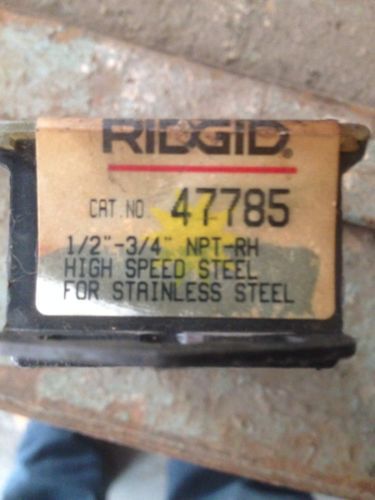 RIDGID®
CAT. NO. 47785
1/2"-3/4" NPT-RH
HIGH SPEED STEEL
FOR STAINLESS STEEL